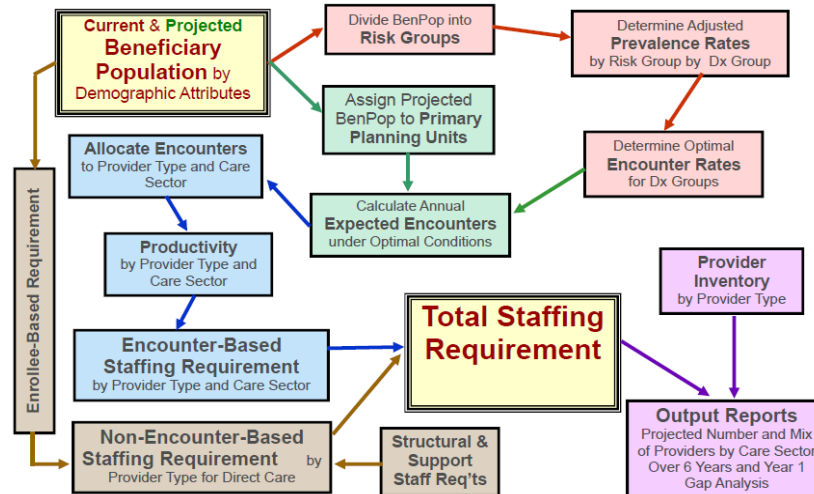 Current & Projected
Beneficiary
Population by
Demographic Attributes
Divide BenPop into
Risk Groups
Determine Adjusted
Prevalence Rates
by Risk Group by Dx Group
Assign Projected
BenPop to Primary
Planning Units
Determine Optimal
Encounter Rates
for Dx Groups
Allocate Encounters
to Provider Type and Care
Sector
Calculate Annual
Expected Encounters
under Optimal Conditions
Enrollee-Based Requirement
Productivity
by Provider Type and
Care Sector
Provider
Inventory
by Provider Type
Encounter-Based
Staffing Requirement
by Provider Type and Care Sector
Total Staffing
Requirement
Non-Encounter-Based
Staffing Requirement by
Provider Type for Direct Care
Structural &
Support
Staff Req'ts
Output Reports
Projected Number and Mix
of Providers by Care Sector
Over 6 Years and Year 1
Gap Analysis